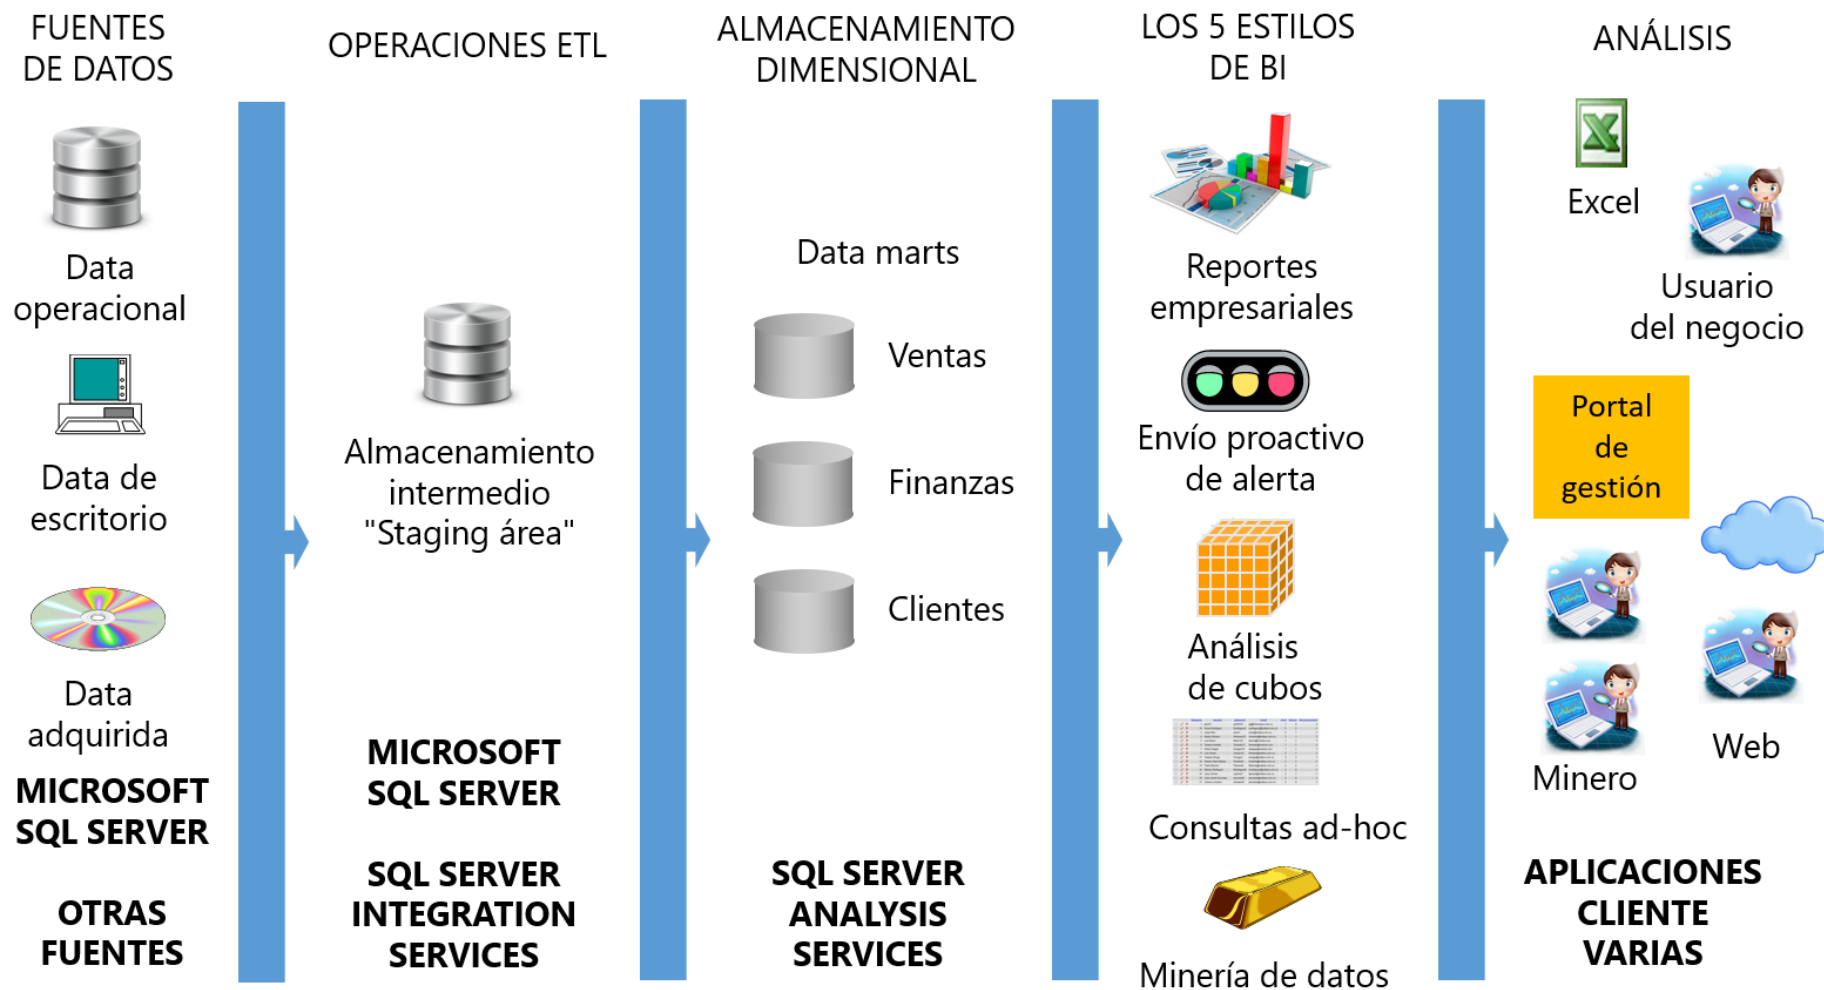 FUENTES
DE DATOS
Data
operacional
Data de
escritorio
Data
adquirida
MICROSOFT
SQL SERVER
OTRAS
FUENTES
OPERACIONES ETL
Almacenamiento
intermedio
"Staging área"
MICROSOFT
SQL SERVER
SQL SERVER
INTEGRATION
SERVICES
ALMACENAMIENTO
DIMENSIONAL
Data marts
Ventas
Finanzas
Clientes
SQL SERVER
ANALYSIS
SERVICES
LOS 5 ESTILOS
DE BI
Reportes
empresariales
Envío proactivo
de alerta
Análisis
de cubos
Consultas ad-hoc
Minería de datos
ANÁLISIS
Excel
Usuario
del negocio
Portal
de
gestión
Web
Minero
APLICACIONES
CLIENTE
VARIAS